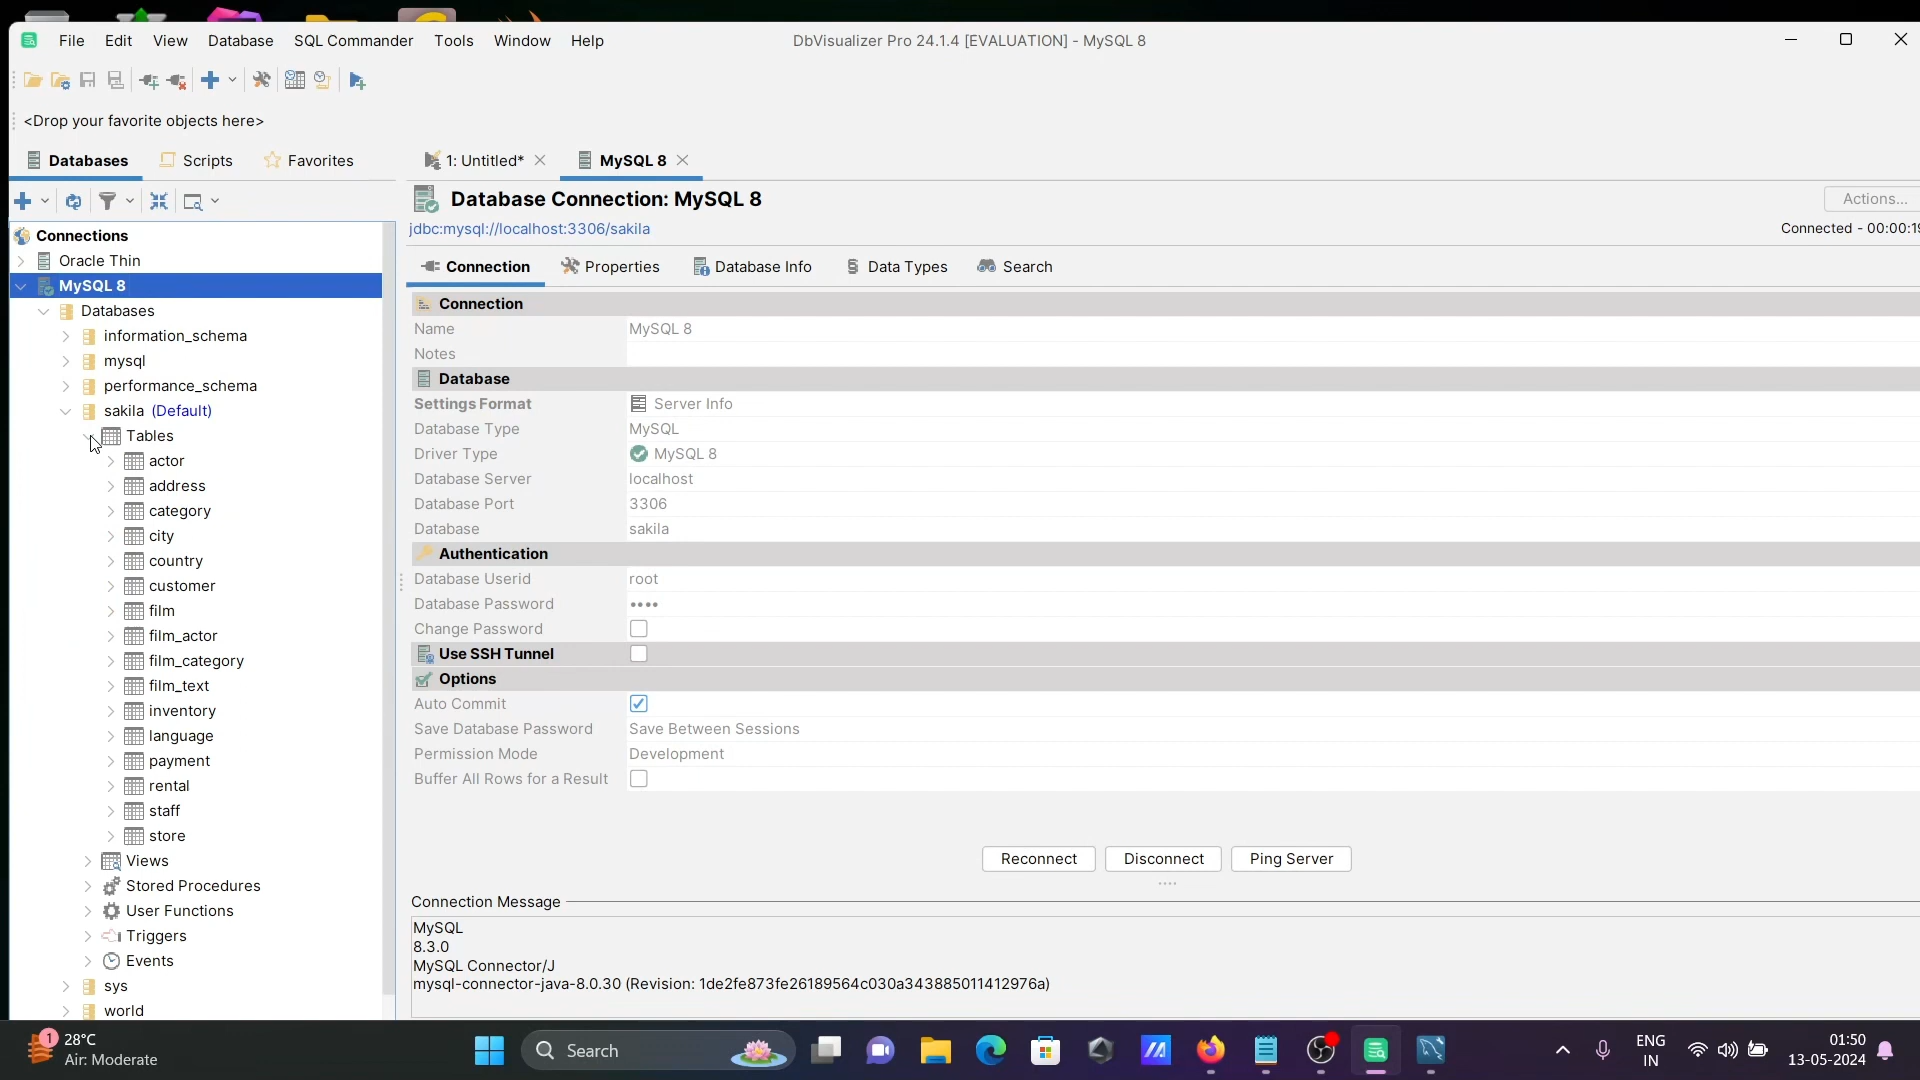 File Edit View Database SQL Commander Tools Window Help
DbVisualizer Pro 24.1.4 [EVALUATION] - MySQL 8
<Drop your favorite objects here>
Databases Scripts Favorites
1: Untitled* MySQL 8
Database Connection: MySQL 8
Actions...
jdbc:mysql://localhost:3306/sakila
Connected - 00:00:19
Connection Properties Database Info Data Types Search
Connections
Oracle Thin
MySQL 8
Databases
information_schema
mysql
performance_schema
sakila (Default)
Tables
actor
address
category
city
country
customer
film
film_actor
film_category
film_text
inventory
language
payment
rental
staff
store
Views
Stored Procedures
User Functions
Triggers
Events
sys
world
Connection
Name MySQL 8
Notes
Database
Settings Format Server Info
Database Type MySQL
Driver Type MySQL 8
Database Server localhost
Database Port 3306
Database sakila
Authentication
Database Userid root
Database Password ••••
Change Password
Use SSH Tunnel
Options
Auto Commit
Save Database Password Save Between Sessions
Permission Mode Development
Buffer All Rows for a Result
Reconnect Disconnect Ping Server
Connection Message
MySQL
8.3.0
MySQL Connector/J
mysql-connector-java-8.0.30 (Revision: 1de2fe873fe26189564c030a343885011412976a)
1
28°C
Air: Moderate
Search
ENG
IN
01:50
13-05-2024